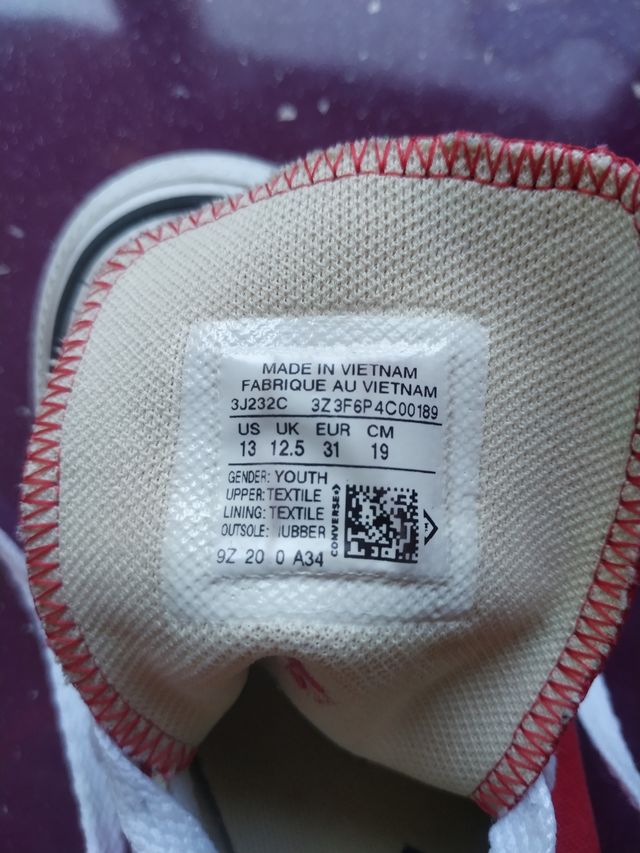 MADE IN VIETNAM
FABRIQUE AU VIETNAM
3J232C 3Z3F6P4C00189
US UK EUR CM
13 12.5 31 19
GENDER: YOUTH
UPPER: TEXTILE
LINING: TEXTILE
OUTSOLE: IUBBER
CONVERSE
9Z 20 0 A34